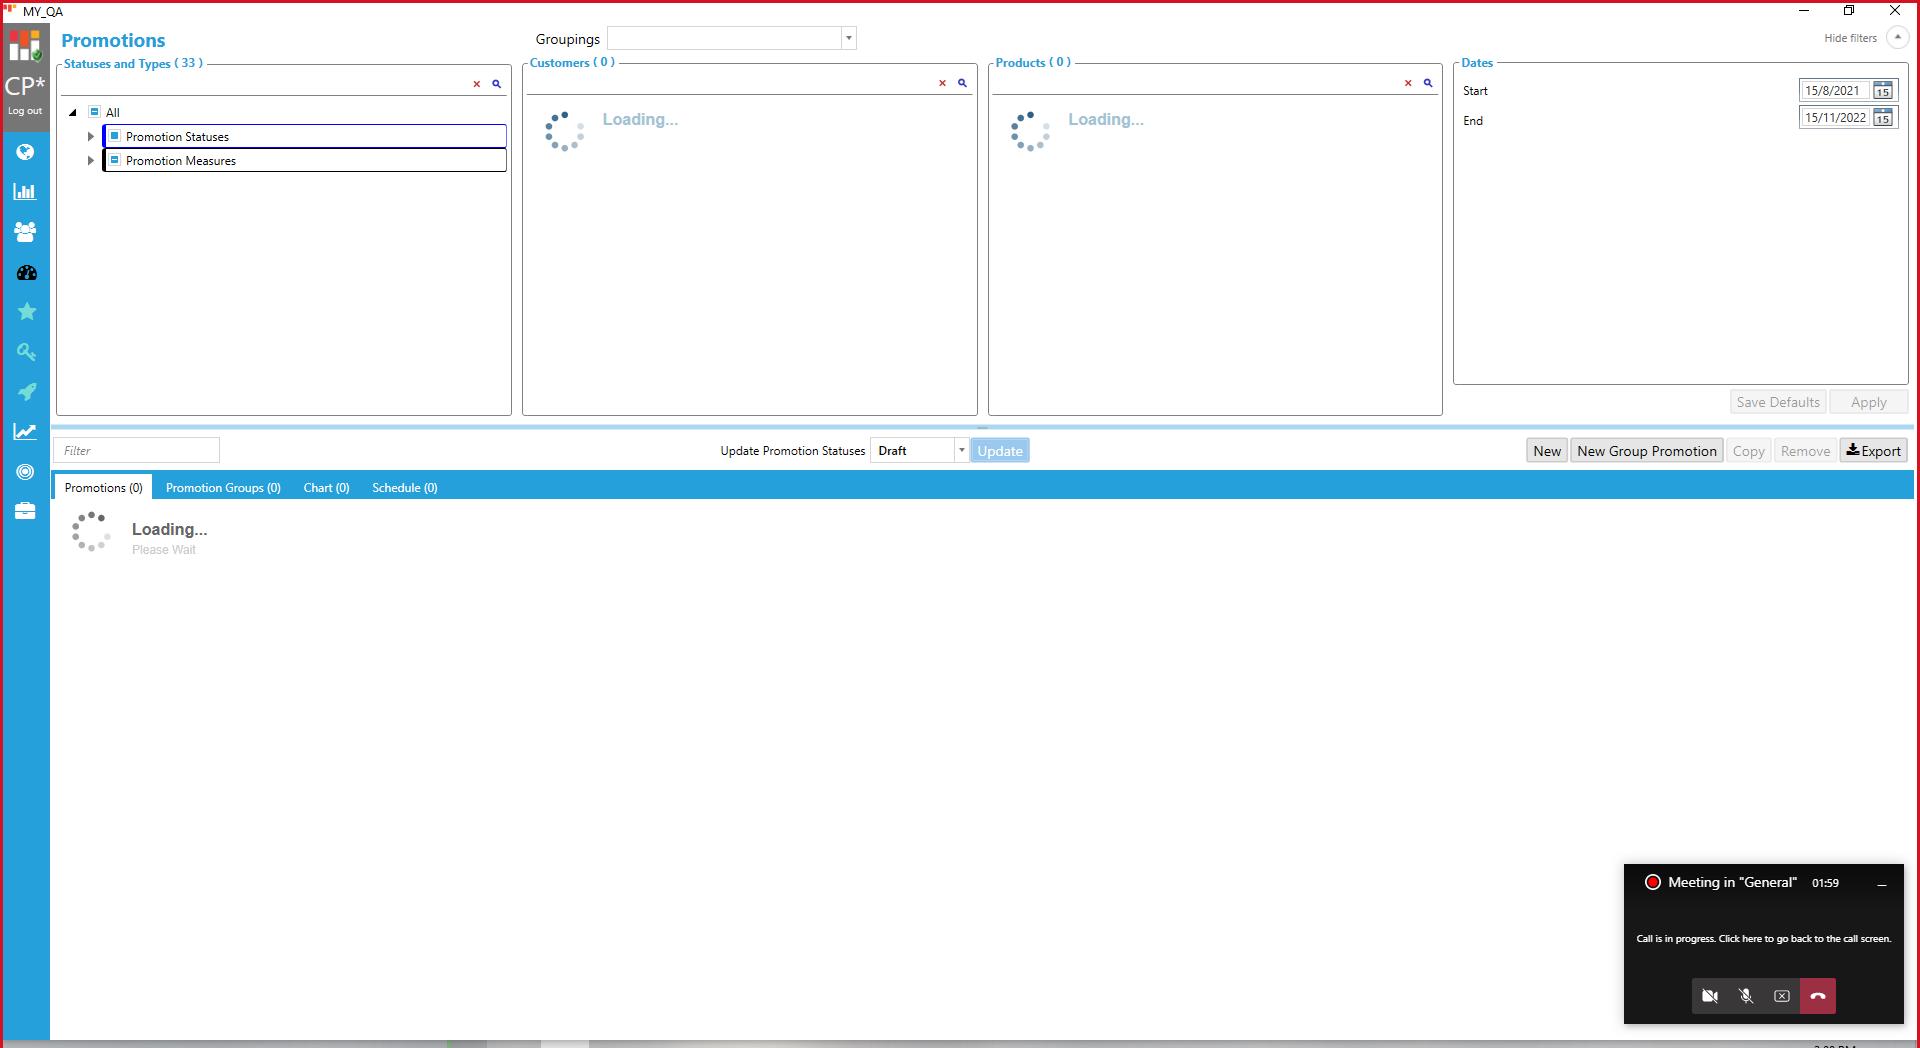 MY_QA
CP*
Log out
Promotions
Groupings
Hide filters
Statuses and Types ( 33 )
All
Promotion Statuses
Promotion Measures
Customers ( 0 )
Loading...
Products ( 0 )
Loading...
Dates
Start
15/8/2021
15
End
15/11/2022
15
Save Defaults
Apply
Filter
Update Promotion Statuses
Draft
Update
New
New Group Promotion
Copy
Remove
Export
Promotions (0)
Promotion Groups (0)
Chart (0)
Schedule (0)
Loading...
Please Wait
Meeting in "General"
01:59
Call is in progress. Click here to go back to the call screen.